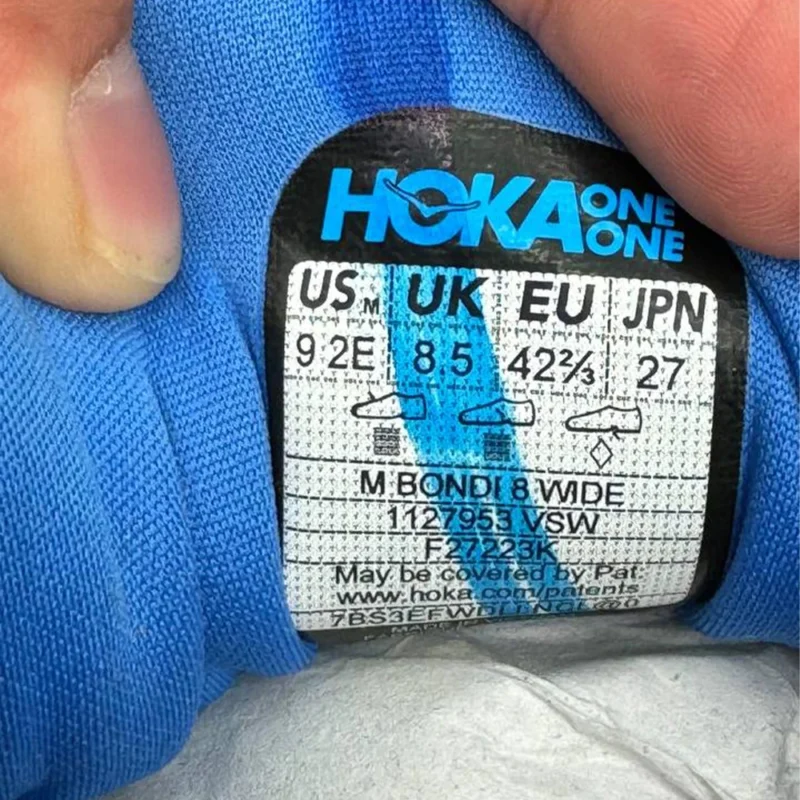 HOKA ONE ONE
US M UK EU JPN
9 2E 8.5 42⅔ 27
M BONDI 8 WIDE
1127953 VSW
F27223K
May be covered by Pat.
www.hoka.com/patents